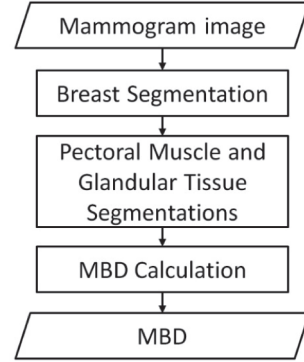 Mammogram image
Breast Segmentation
Pectoral Muscle and
Glandular Tissue
Segmentations
MBD Calculation
MBD